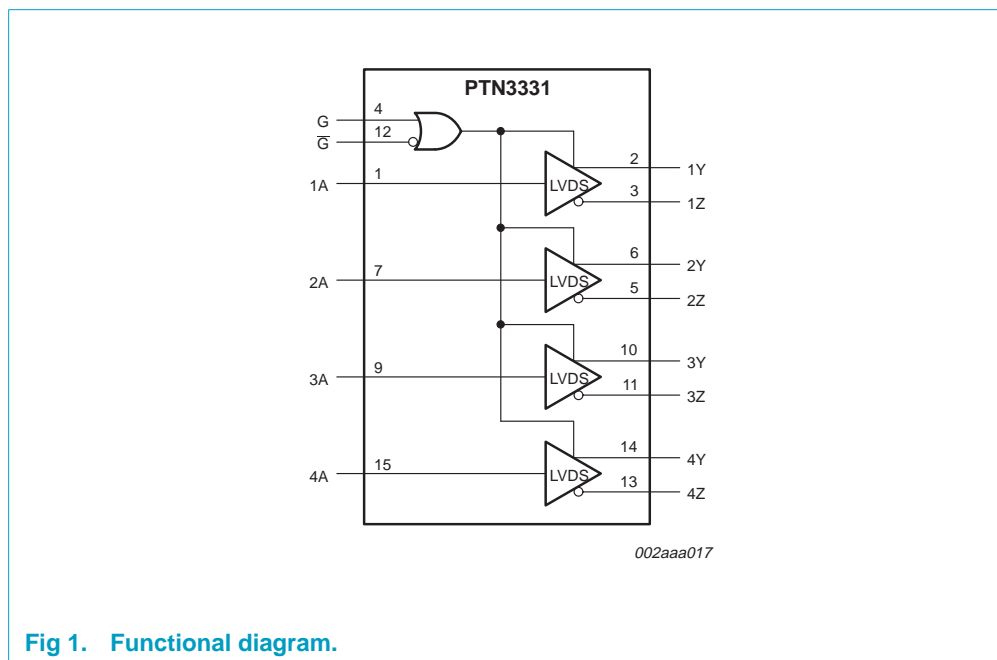 PTN3331
G 4
G̅ 12
1A 1
LVDS
2 1Y
3 1Z
2A 7
LVDS
6 2Y
5 2Z
3A 9
LVDS
10 3Y
11 3Z
4A 15
LVDS
14 4Y
13 4Z
002aaa017
Fig 1. Functional diagram.